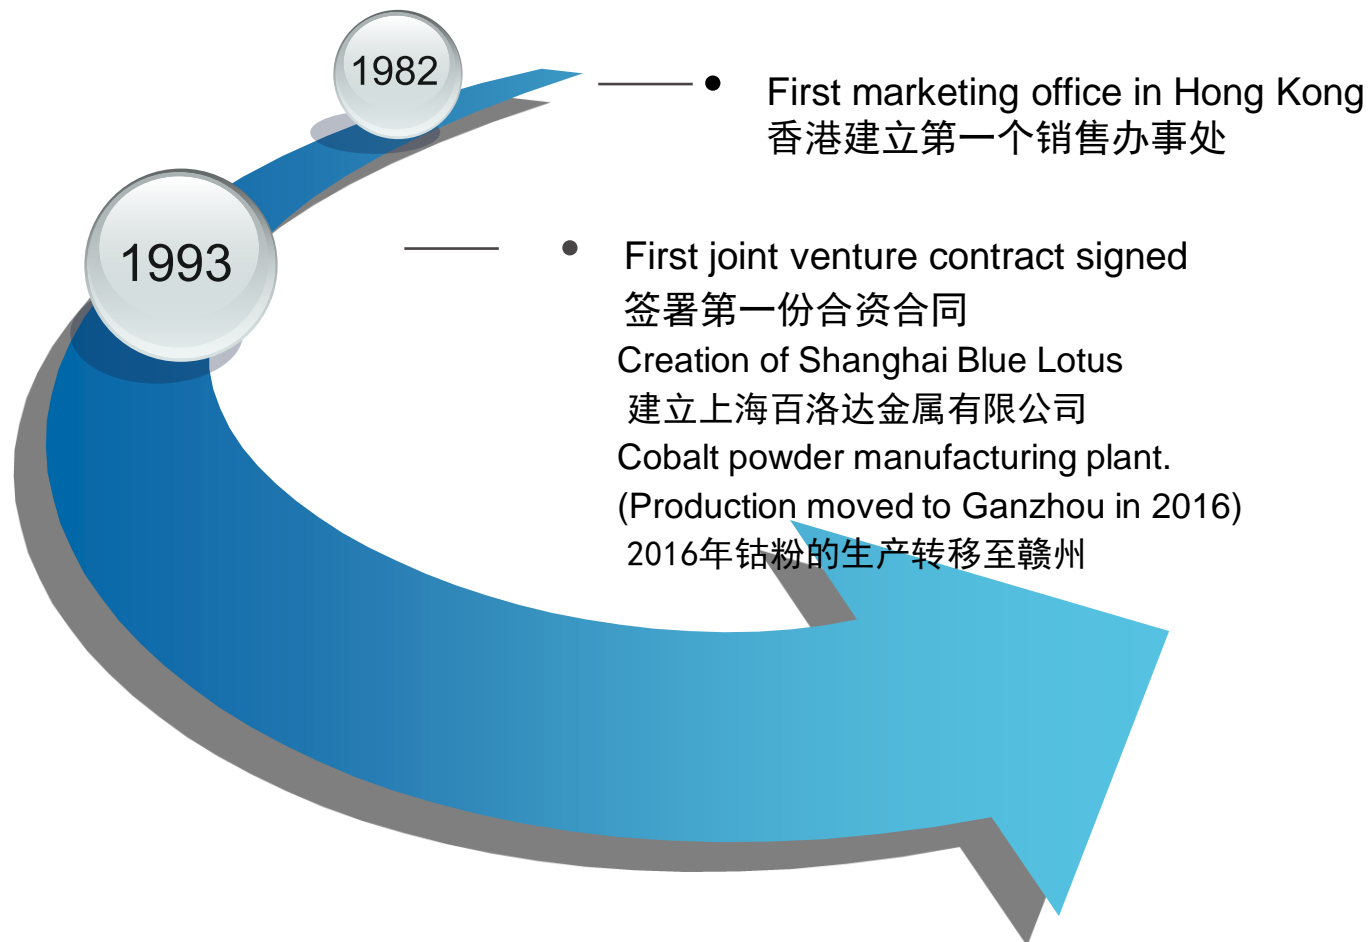 1982
First marketing office in Hong Kong
香港建立第一个销售办事处
1993
First joint venture contract signed
签署第一份合资合同
Creation of Shanghai Blue Lotus
建立上海百洛达金属有限公司
Cobalt powder manufacturing plant.
(Production moved to Ganzhou in 2016)
2016年钴粉的生产转移至赣州